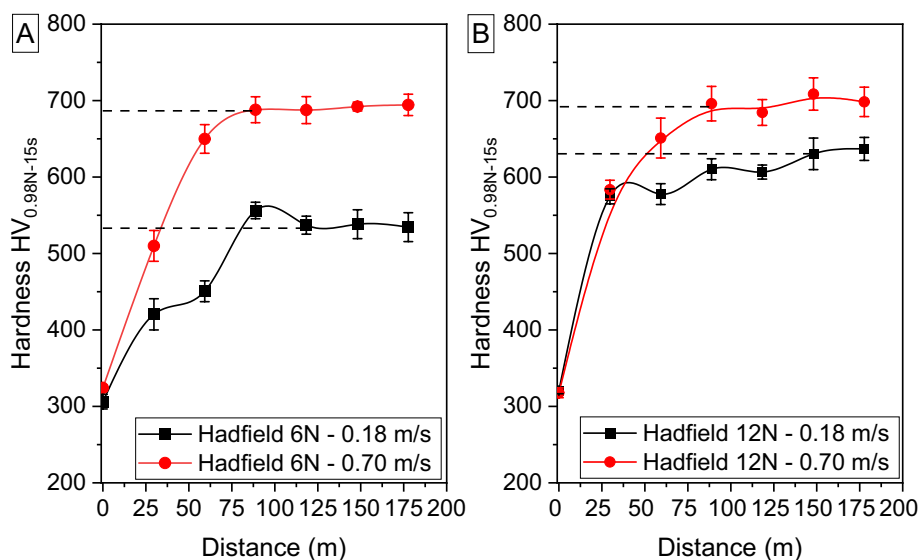 A
Hardness HV0.98N-15s
800
700
600
500
400
300
200
0 25 50 75 100 125 150 175 200
Distance (m)
Hadfield 6N - 0.18 m/s
Hadfield 6N - 0.70 m/s
B
Hardness HV0.98N-15s
800
700
600
500
400
300
200
0 25 50 75 100 125 150 175 200
Distance (m)
Hadfield 12N - 0.18 m/s
Hadfield 12N - 0.70 m/s